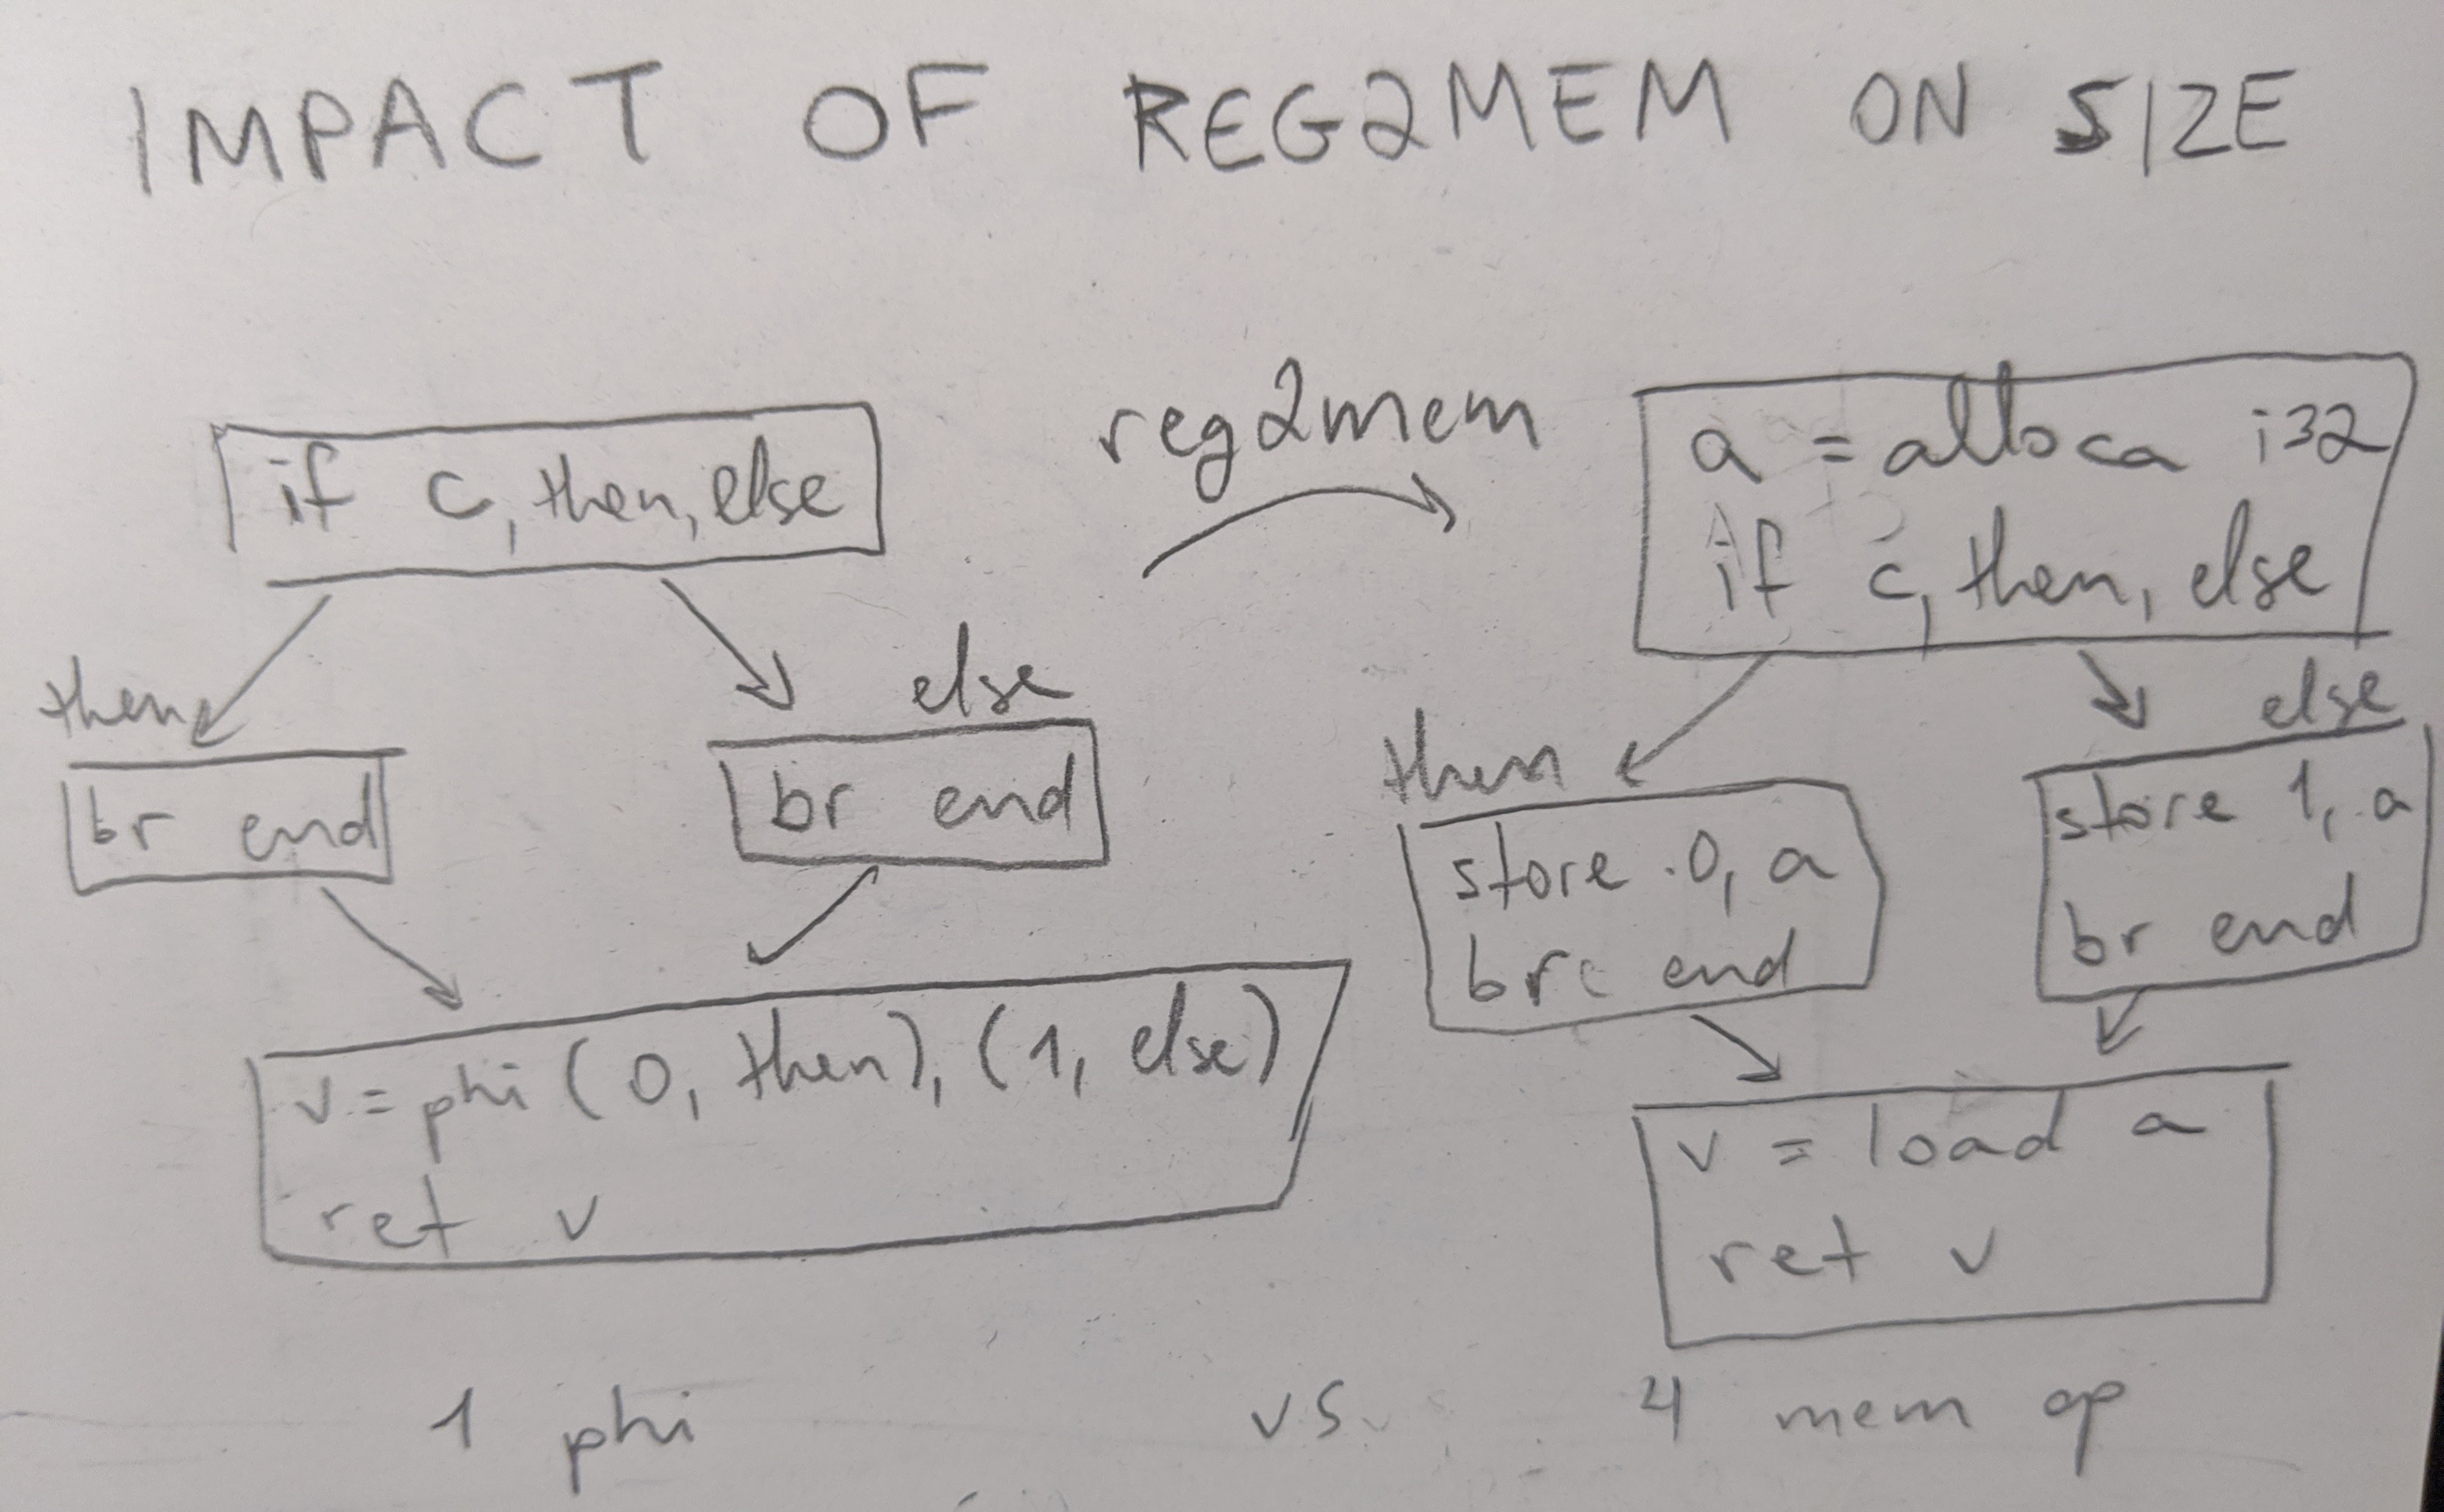 IMPACT OF REG2MEM ON SIZE
if c, then, else
then
br end
else
br end
v = phi (0, then), (1, else)
ret v
reg2mem
a = alloca i32
if c, then, else
then
store 0, a
br end
else
store 1, a
br end
v = load a
ret v
1 phi vs. 4 mem op